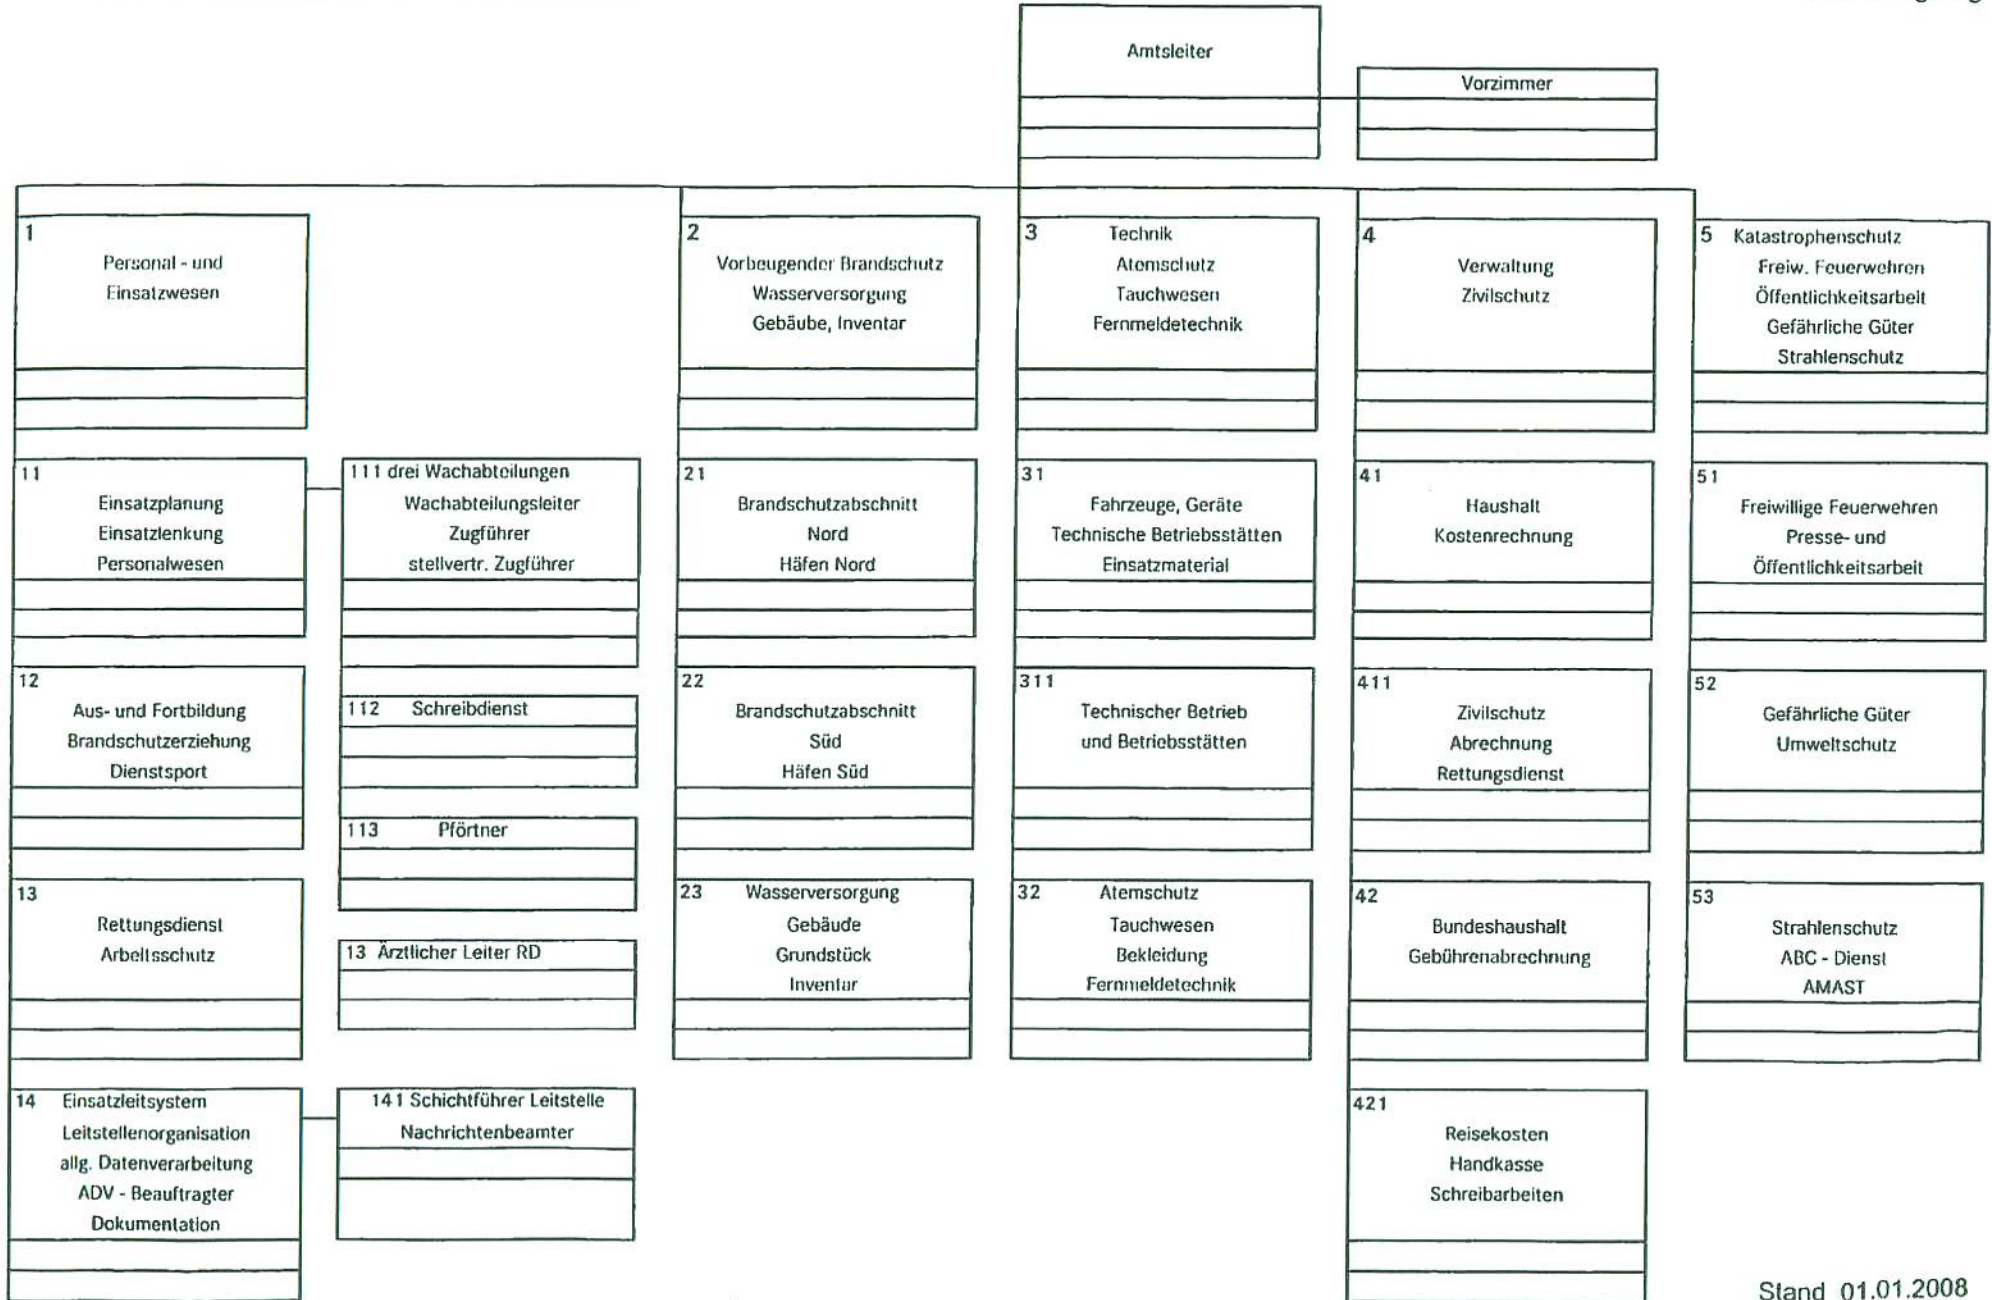 Amtsleiter
Vorzimmer
1
Personal - und
Einsatzwesen
2
Vorbeugender Brandschutz
Wasserversorgung
Gebäube, Inventar
3 Technik
Atemschutz
Tauchwesen
Fernmeldetechnik
4
Verwaltung
Zivilschutz
5 Katastrophenschutz
Freiw. Feuerwehren
Öffentlichkeitsarbeit
Gefährliche Güter
Strahlenschutz
11
Einsatzplanung
Einsatzlenkung
Personalwesen
111 drei Wachabteilungen
Wachabteilungsleiter
Zugführer
stellvertr. Zugführer
21
Brandschutzabschnitt
Nord
Häfen Nord
31
Fahrzeuge, Geräte
Technische Betriebsstätten
Einsatzmaterial
41
Haushalt
Kostenrechnung
51
Freiwillige Feuerwehren
Presse- und
Öffentlichkeitsarbeit
12
Aus- und Fortbildung
Brandschutzerziehung
Dienstsport
112 Schreibdienst
113 Pförtner
22
Brandschutzabschnitt
Süd
Häfen Süd
311
Technischer Betrieb
und Betriebsstätten
411
Zivilschutz
Abrechnung
Rettungsdienst
52
Gefährliche Güter
Umweltschutz
13
Rettungsdienst
Arbeitsschutz
13 Ärztlicher Leiter RD
23 Wasserversorgung
Gebäude
Grundstück
Inventar
32 Atemschutz
Tauchwesen
Bekleidung
Fernmeldetechnik
42
Bundeshaushalt
Gebührenabrechnung
53
Strahlenschutz
ABC - Dienst
AMAST
14 Einsatzleitsystem
Leitstellenorganisation
allg. Datenverarbeitung
ADV - Beauftragter
Dokumentation
141 Schichtführer Leitstelle
Nachrichtenbeamter
421
Reisekosten
Handkasse
Schreibarbeiten
Stand 01.01.2008